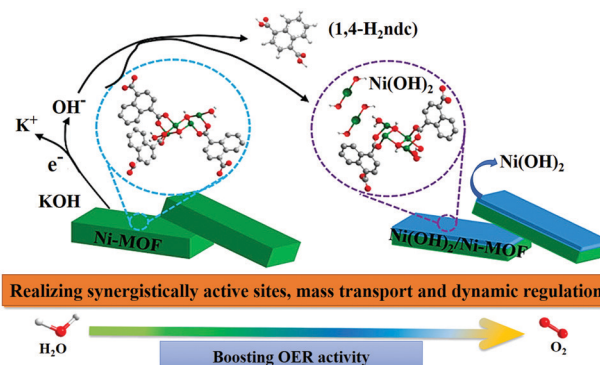 (1,4-H₂ndc)
Ni(OH)₂
OH⁻
K⁺
e⁻
KOH
Ni(OH)₂
Ni-MOF
Ni(OH)₂/Ni-MOF
Realizing synergistically active sites, mass transport and dynamic regulation
H₂O
O₂
Boosting OER activity